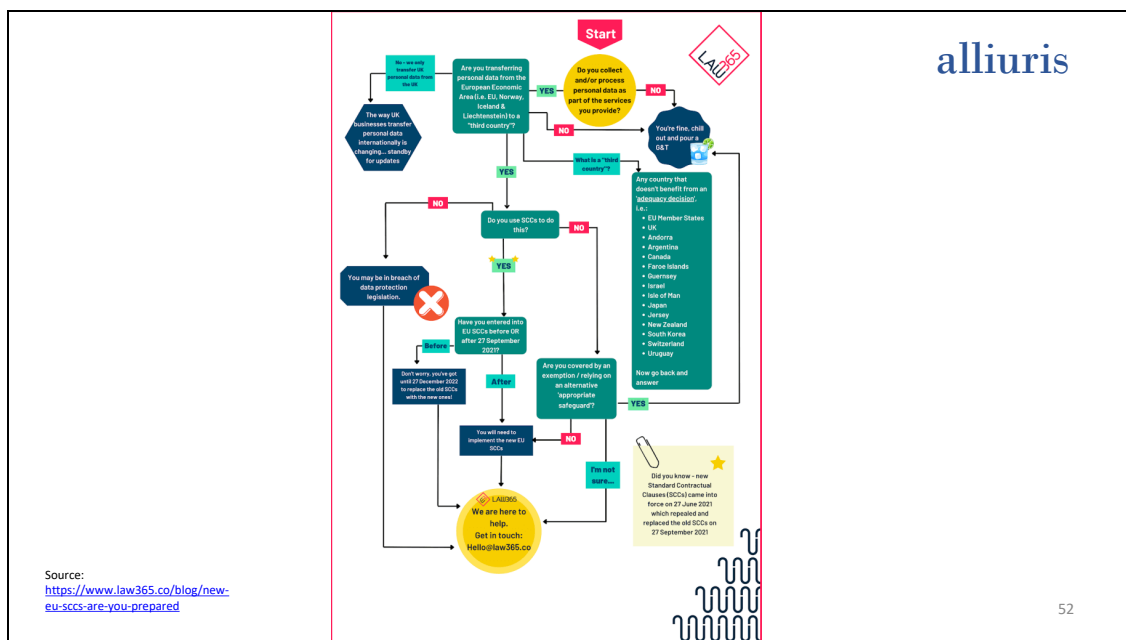 alliuris
LAW365
Start
Do you collect
and/or process
personal data as
part of the services
you provide?
YES
NO
Are you transferring
personal data from the
European Economic
Area (i.e. EU, Norway,
Iceland &
Liechtenstein) to a
"third country"?
No - we only
transfer UK
personal data from
the UK
The way UK
businesses transfer
personal data
internationally is
changing... standby
for updates
NO
You're fine, chill
out and pour a
G&T
What is a "third
country"?
Any country that
doesn't benefit from an
'adequacy decision',
i.e.:
• EU Member States
• UK
• Andorra
• Argentina
• Canada
• Faroe Islands
• Guernsey
• Israel
• Isle of Man
• Japan
• Jersey
• New Zealand
• South Korea
• Switzerland
• Uruguay
Now go back and
answer
YES
Do you use SCCs to do
this?
NO
NO
You may be in breach of
data protection
legislation.
YES
Have you entered into
EU SCCs before OR
after 27 September
2021?
Before
Don't worry, you've got
until 27 December 2022
to replace the old SCCs
with the new ones!
After
Are you covered by an
exemption / relying on
an alternative
'appropriate
safeguard'?
YES
NO
You will need to
implement the new EU
SCCs
I'm not
sure...
LAW365
We are here to
help.
Get in touch:
Hello@law365.co
Did you know - new
Standard Contractual
Clauses (SCCs) came into
force on 27 June 2021
which repealed and
replaced the old SCCs on
27 September 2021
Source:
https://www.law365.co/blog/new-
eu-sccs-are-you-prepared
52